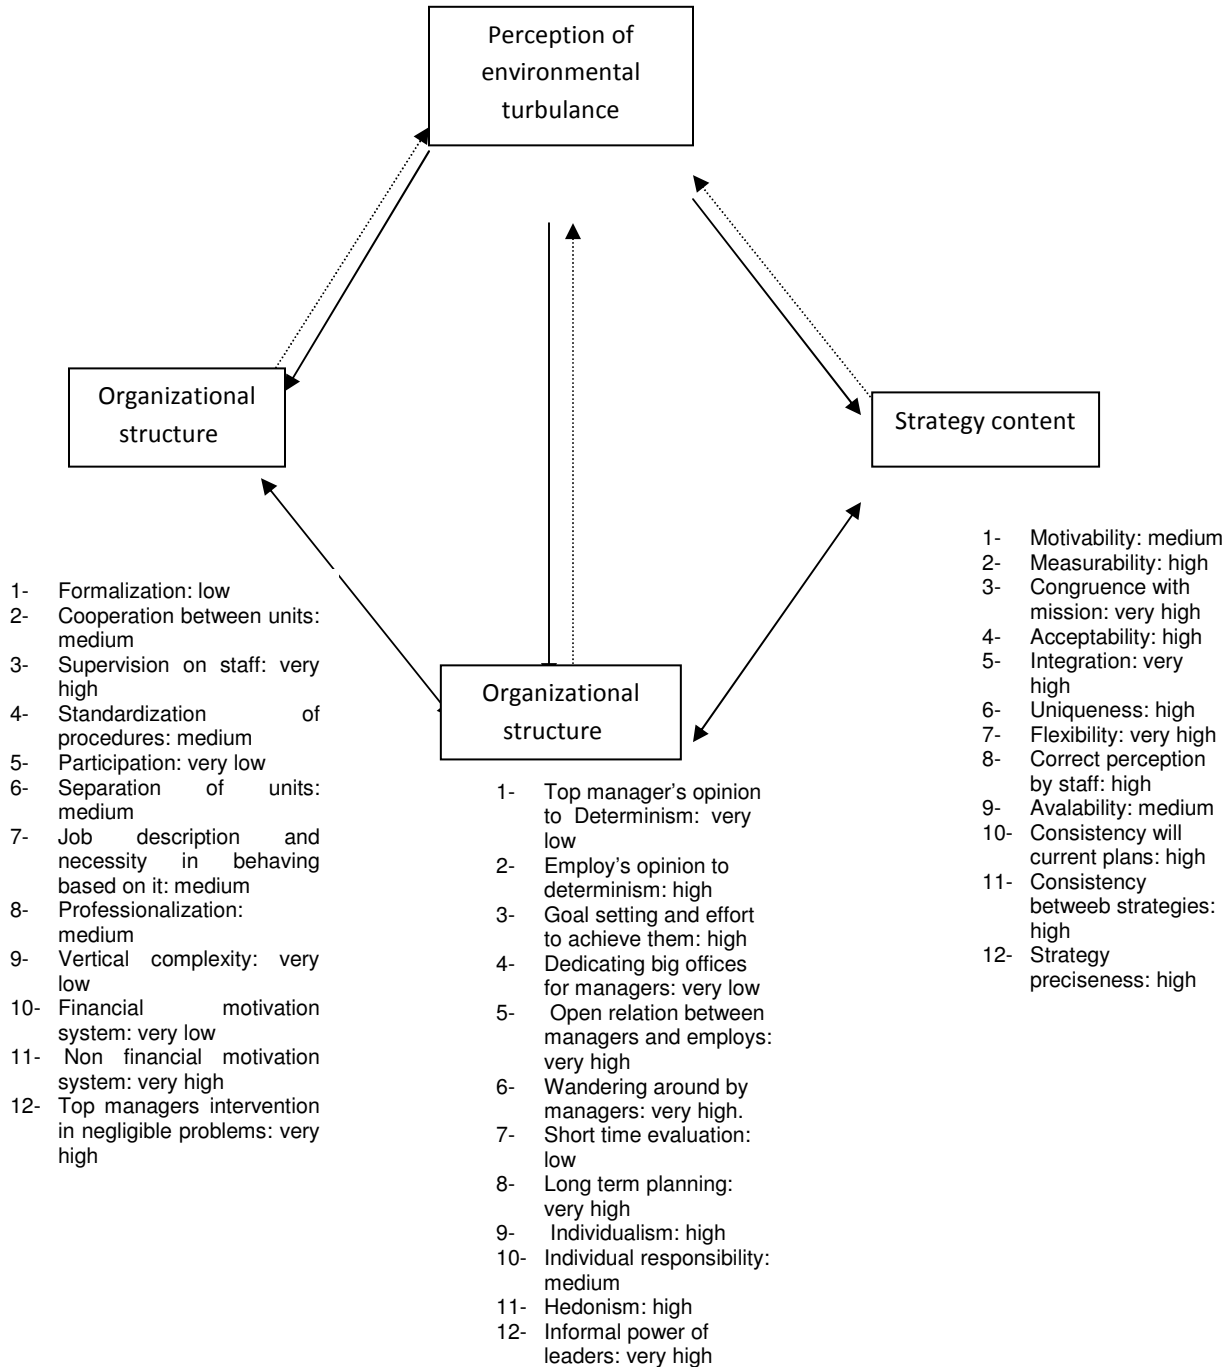 Perception of
environmental
turbulance
Organizational
structure
Strategy content
1- Formalization: low
2- Cooperation between units:
medium
3- Supervision on staff: very
high
4- Standardization of
procedures: medium
5- Participation: very low
6- Separation of units:
medium
7- Job description and
necessity in behaving
based on it: medium
8- Professionalization:
medium
9- Vertical complexity: very
low
10- Financial motivation
system: very low
11- Non financial motivation
system: very high
12- Top managers intervention
in negligible problems: very
high
Organizational
structure
1- Top manager’s opinion
to Determinism: very
low
2- Employ’s opinion to
determinism: high
3- Goal setting and effort
to achieve them: high
4- Dedicating big offices
for managers: very low
5- Open relation between
managers and employs:
very high
6- Wandering around by
managers: very high.
7- Short time evaluation:
low
8- Long term planning:
very high
9- Individualism: high
10- Individual responsibility:
medium
11- Hedonism: high
12- Informal power of
leaders: very high
1- Motivability: medium
2- Measurability: high
3- Congruence with
mission: very high
4- Acceptability: high
5- Integration: very
high
6- Uniqueness: high
7- Flexibility: very high
8- Correct perception
by staff: high
9- Avalability: medium
10- Consistency will
current plans: high
11- Consistency
betweeb strategies:
high
12- Strategy
preciseness: high